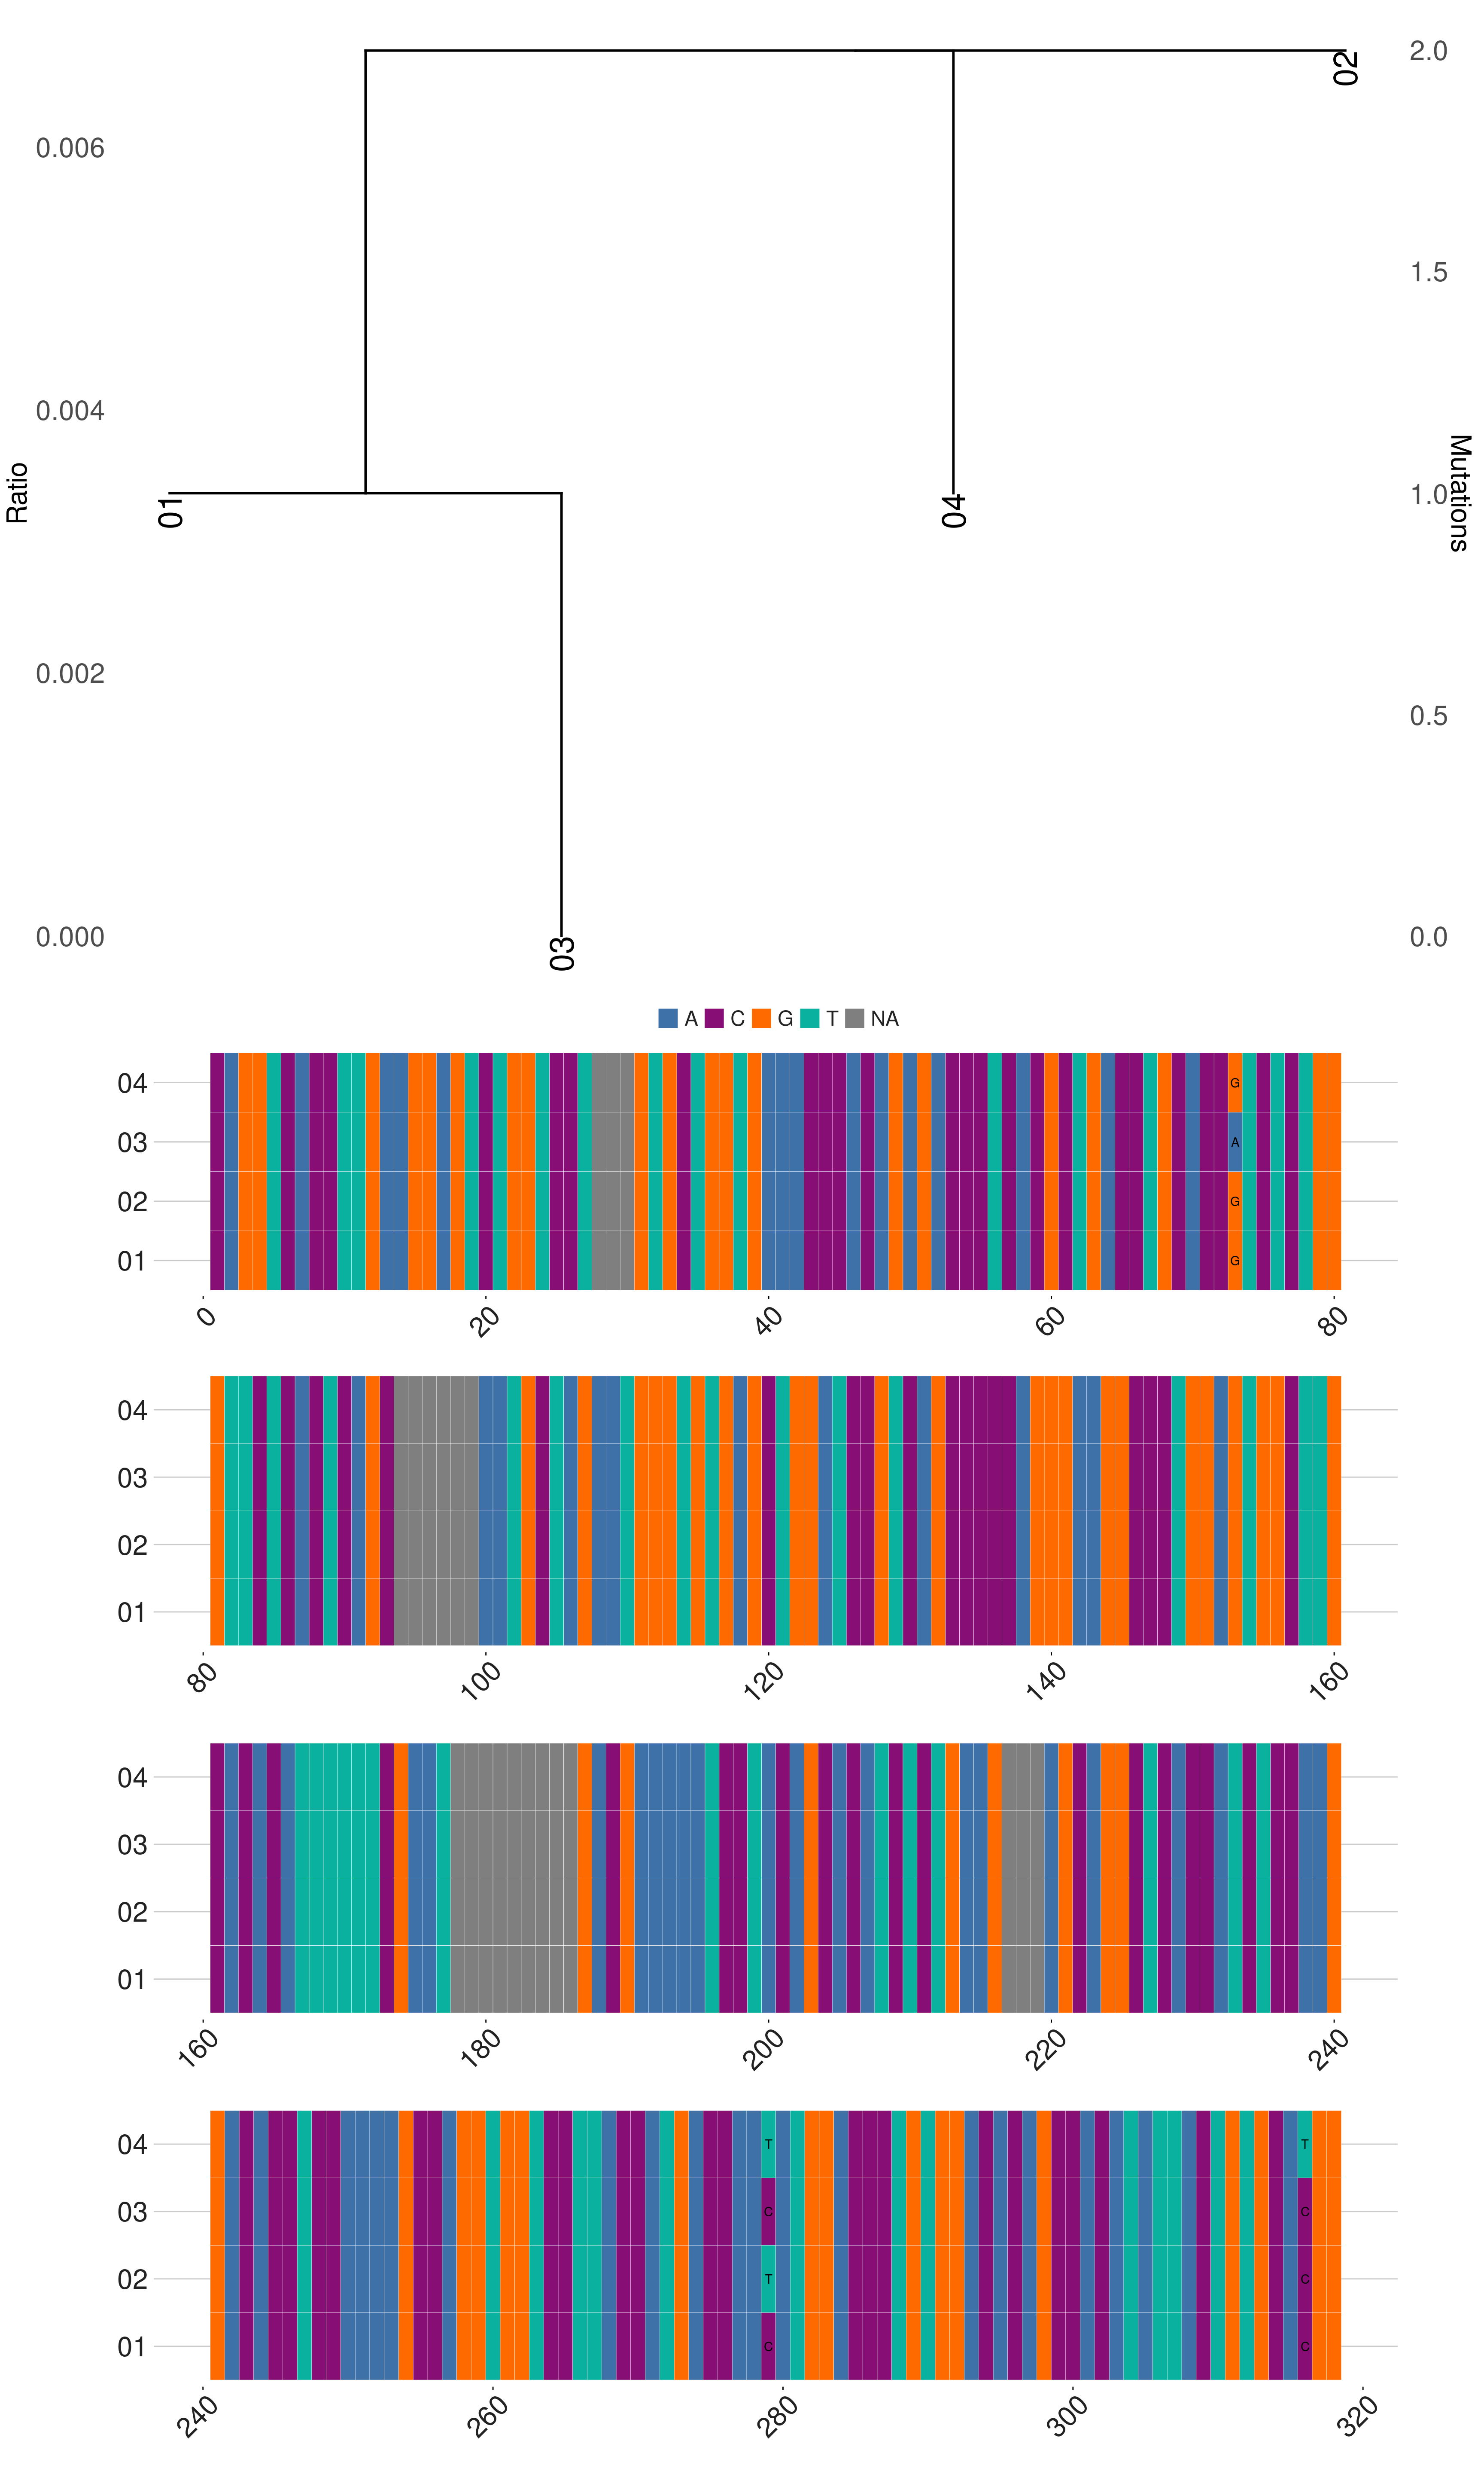 02
2.0
0.006
1.5
0.004
Ratio
Mutations
01
04
1.0
0.002
0.5
0.000
03
0.0
A C G T NA
04 G
03 A
02 G
01 G
0 20 40 60 80
04
03
02
01
80 100 120 140 160
04
03
02
01
160 180 200 220 240
04 T T
03 C C
02 T C
01 C C
240 260 280 300 320